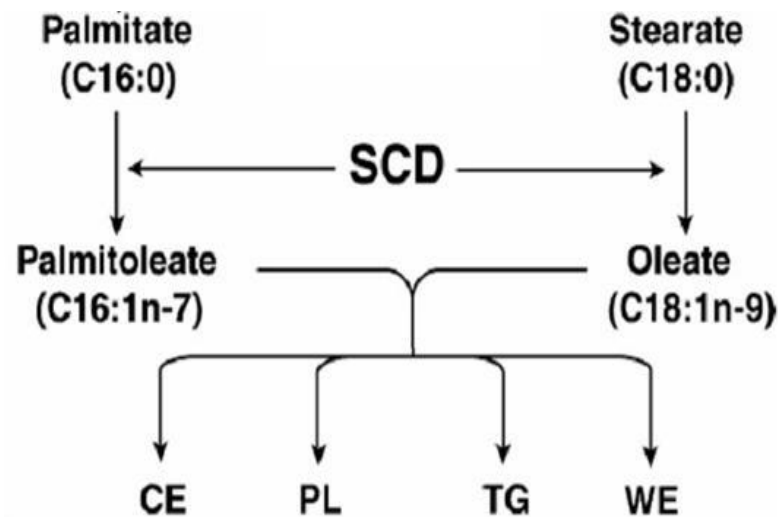 Palmitate
(C16:0)
Stearate
(C18:0)
SCD
Palmitoleate
(C16:1n-7)
Oleate
(C18:1n-9)
CE
PL
TG
WE